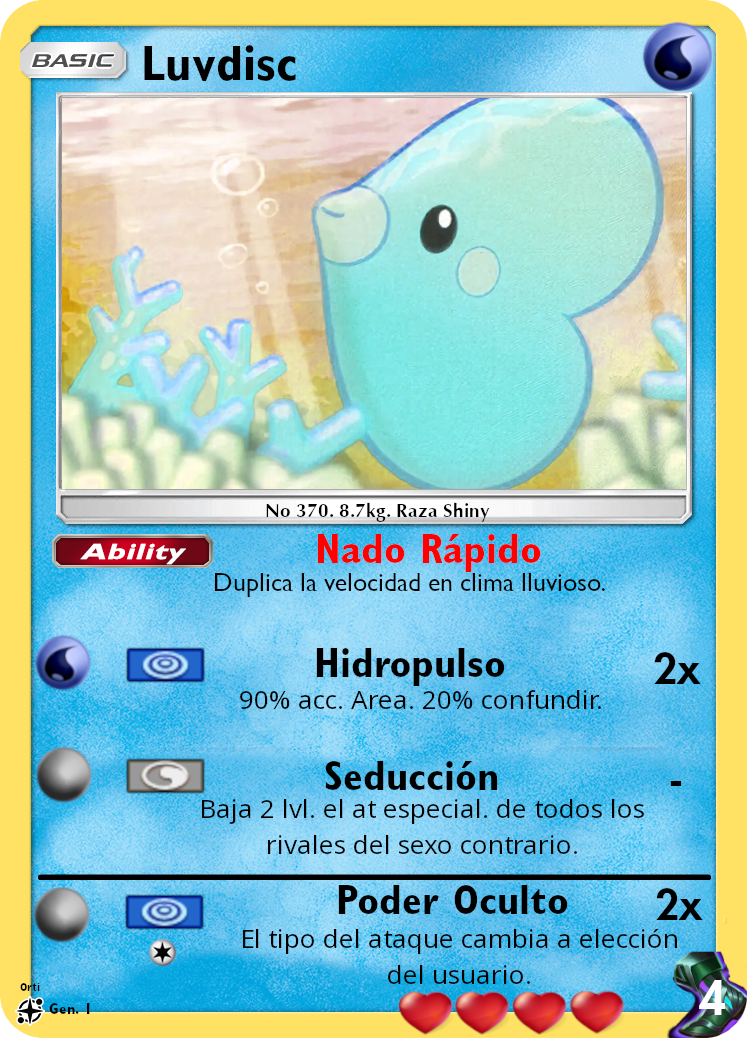 BASIC Luvdisc
No 370. 8.7kg. Raza Shiny
Ability Nado Rápido
Duplica la velocidad en clima lluvioso.
Hidropulso 2x
90% acc. Area. 20% confundir.
Seducción -
Baja 2 lvl. el at especial. de todos los
rivales del sexo contrario.
Poder Oculto 2x
El tipo del ataque cambia a elección
del usuario.
Orti
Gen. I
4